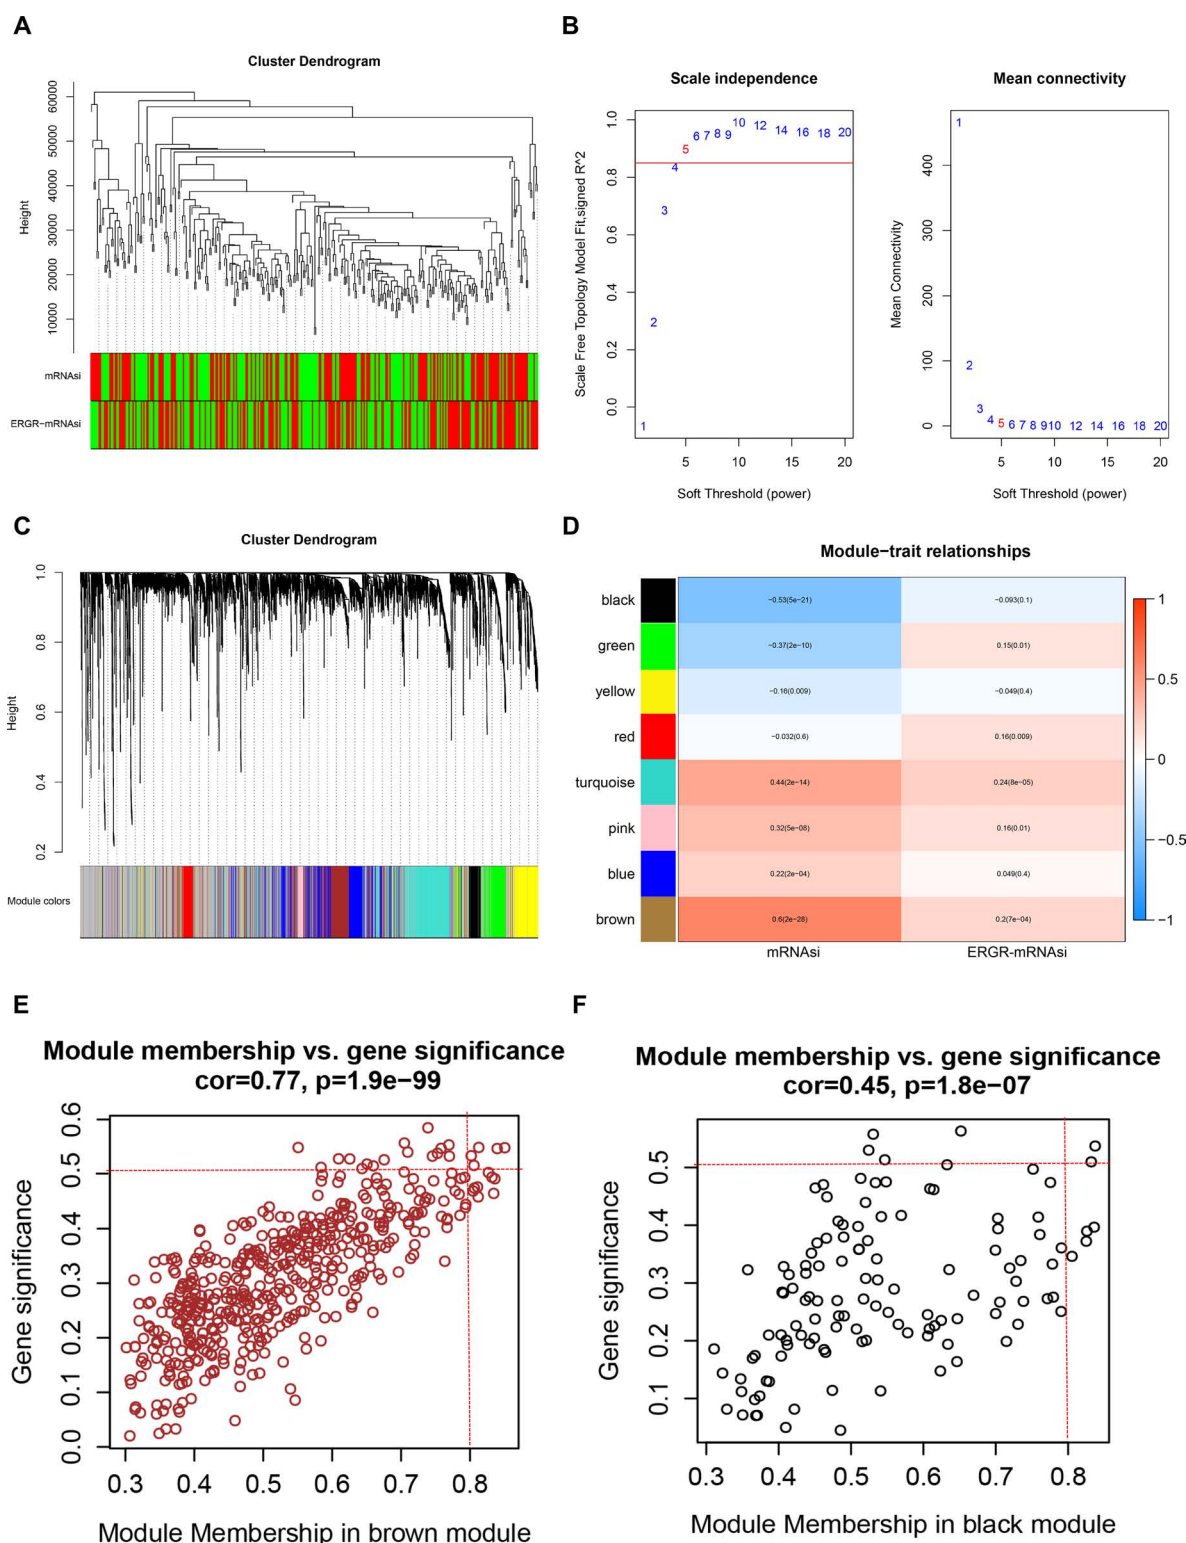 A
Cluster Dendrogram
Height
60000
50000
40000
30000
20000
10000
mRNAsi
ERGR-mRNAsi
B
Scale independence
Scale Free Topology Model Fit,signed R^2
1.0
0.8
0.6
0.4
0.2
0.0
1
2
3
4
5
6 7 8 9 10 12 14 16 18 20
5 10 15 20
Soft Threshold (power)
Mean connectivity
Mean Connectivity
400
300
200
100
0
1
2
3
4
5 6 7 8 9 10 12 14 16 18 20
5 10 15 20
Soft Threshold (power)
C
Cluster Dendrogram
Height
1.0
0.8
0.6
0.4
0.2
Module colors
D
Module−trait relationships
black −0.53(5e−21) −0.093(0.1)
green −0.37(2e−10) 0.15(0.01)
yellow −0.16(0.009) −0.049(0.4)
red −0.032(0.6) 0.16(0.009)
turquoise 0.44(2e−14) 0.24(8e−05)
pink 0.32(5e−08) 0.16(0.01)
blue 0.22(2e−04) 0.049(0.4)
brown 0.6(2e−28) 0.2(7e−04)
mRNAsi ERGR-mRNAsi
1
0.5
0
−0.5
−1
E
Module membership vs. gene significance
cor=0.77, p=1.9e−99
Gene significance
0.6
0.5
0.4
0.3
0.2
0.1
0.0
0.3 0.4 0.5 0.6 0.7 0.8
Module Membership in brown module
F
Module membership vs. gene significance
cor=0.45, p=1.8e−07
Gene significance
0.5
0.4
0.3
0.2
0.1
0.3 0.4 0.5 0.6 0.7 0.8
Module Membership in black module